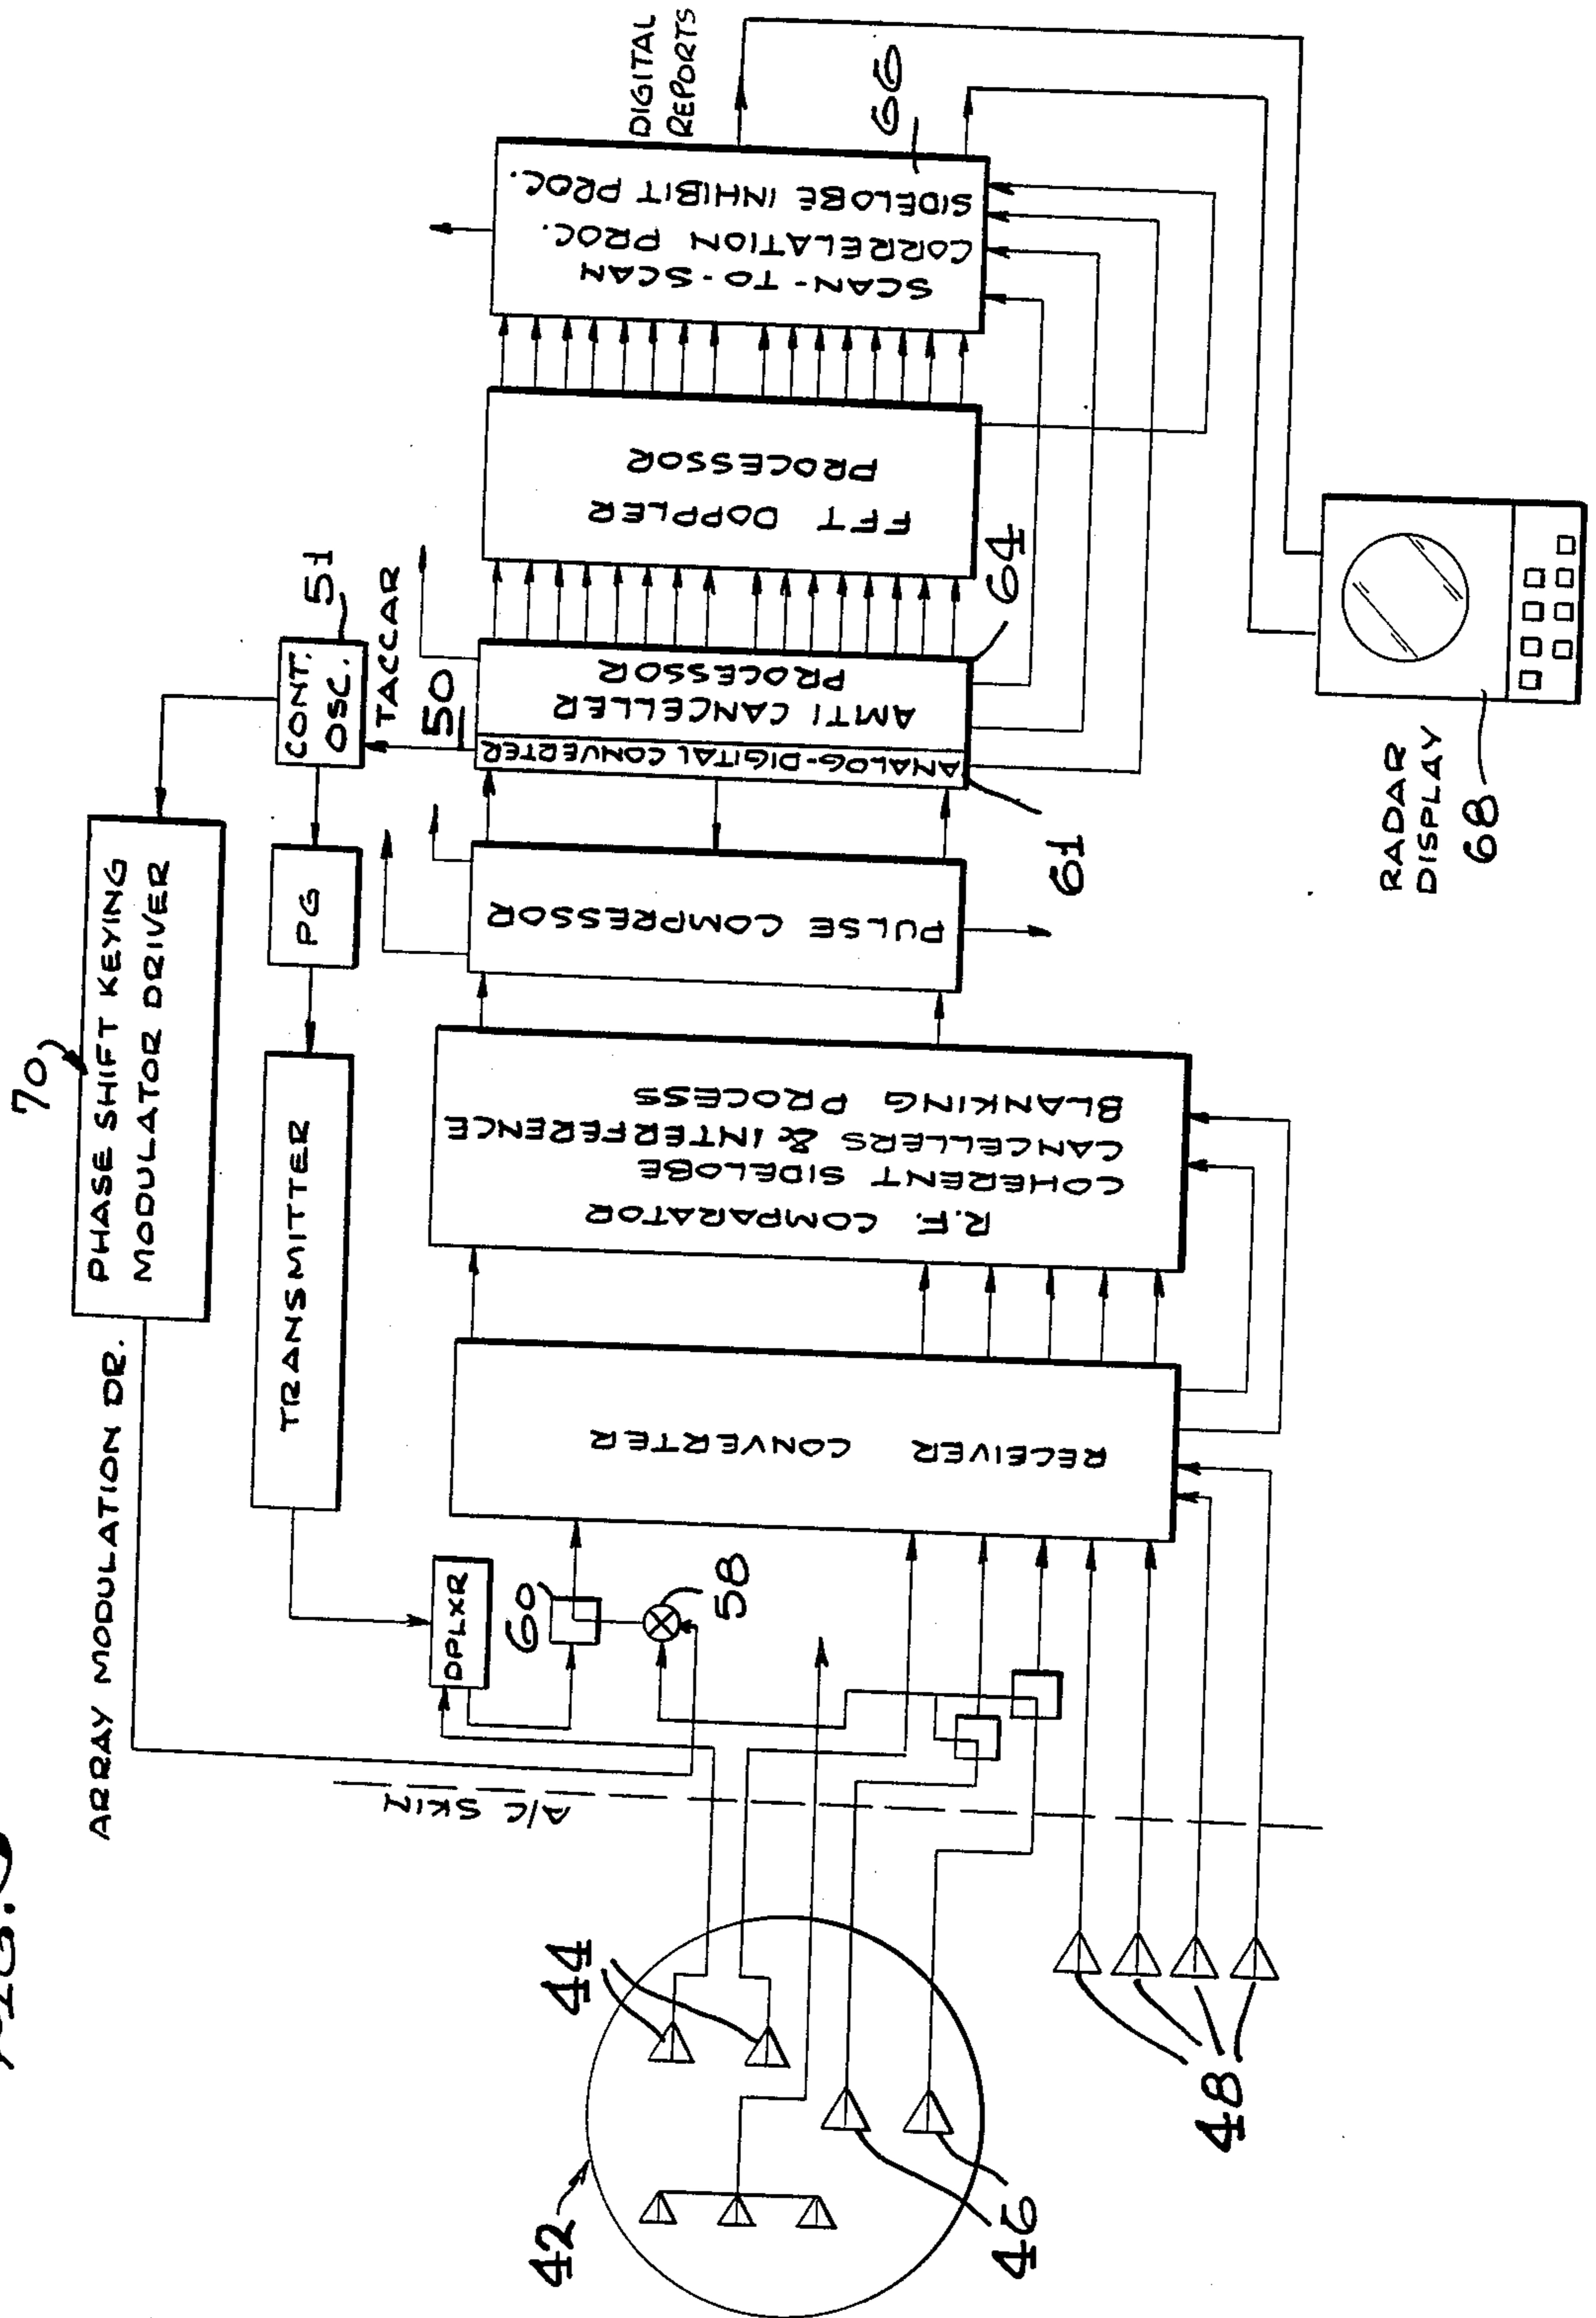 70
PHASE SHIFT KEYING
MODULATOR DRIVER
ARRAY MODULATION DR.
TRANSMITTER
PG
CONT.
OSC.
51
TACCAR
50
DPLXR
60
58
A/C SKIN
42
44
46
48
RECEIVER CONVERTER
R.F. COMPARATOR
COHERENT SIDELOBE
CANCELLERS & INTERFERENCE
BLANKING PROCESS
PULSE COMPRESSOR
61
ANALOG-DIGITAL CONVERTER
AMTI CANCELLER
PROCESSOR
64
FFT DOPPLER
PROCESSOR
SCAN-TO-SCAN
CORRELATION PROC.
SIDELOBE INHIBIT PROC.
66
DIGITAL
REPORTS
RADAR
DISPLAY
68